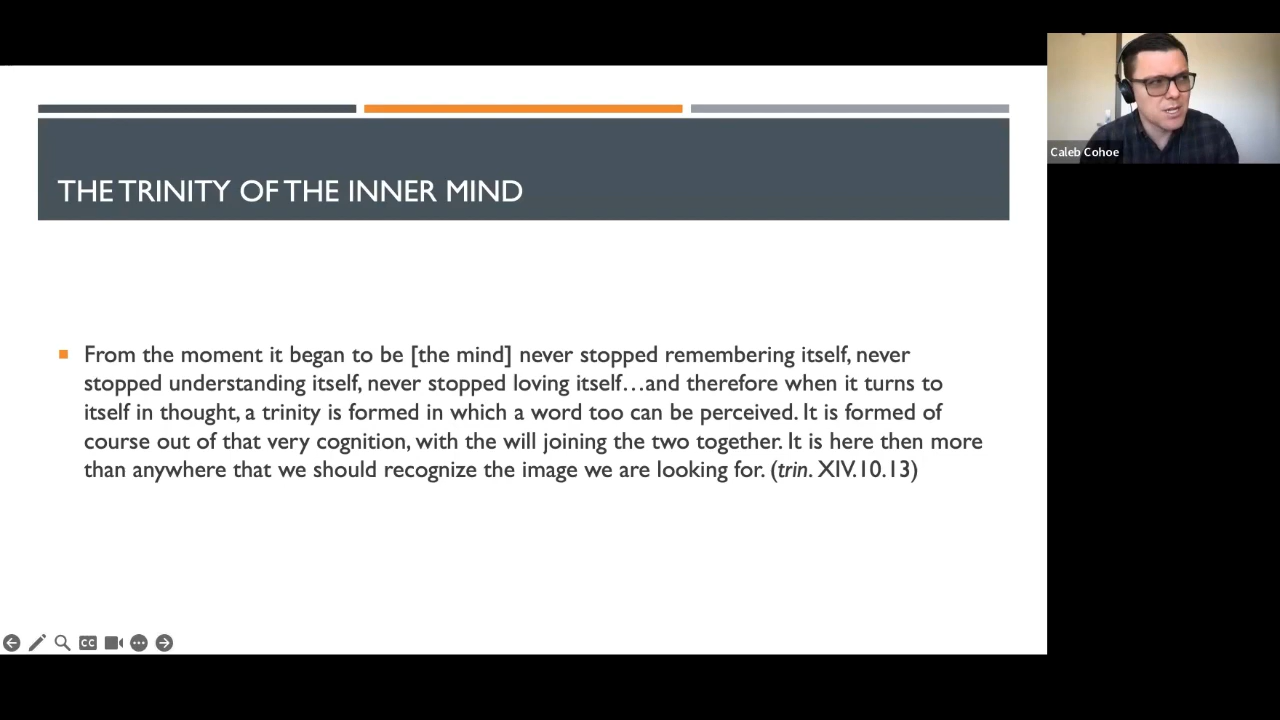 THE TRINITY OF THE INNER MIND
From the moment it began to be [the mind] never stopped remembering itself, never
stopped understanding itself, never stopped loving itself…and therefore when it turns to
itself in thought, a trinity is formed in which a word too can be perceived. It is formed of
course out of that very cognition, with the will joining the two together. It is here then more
than anywhere that we should recognize the image we are looking for. (trin. XIV.10.13)
Caleb Cohoe
CC